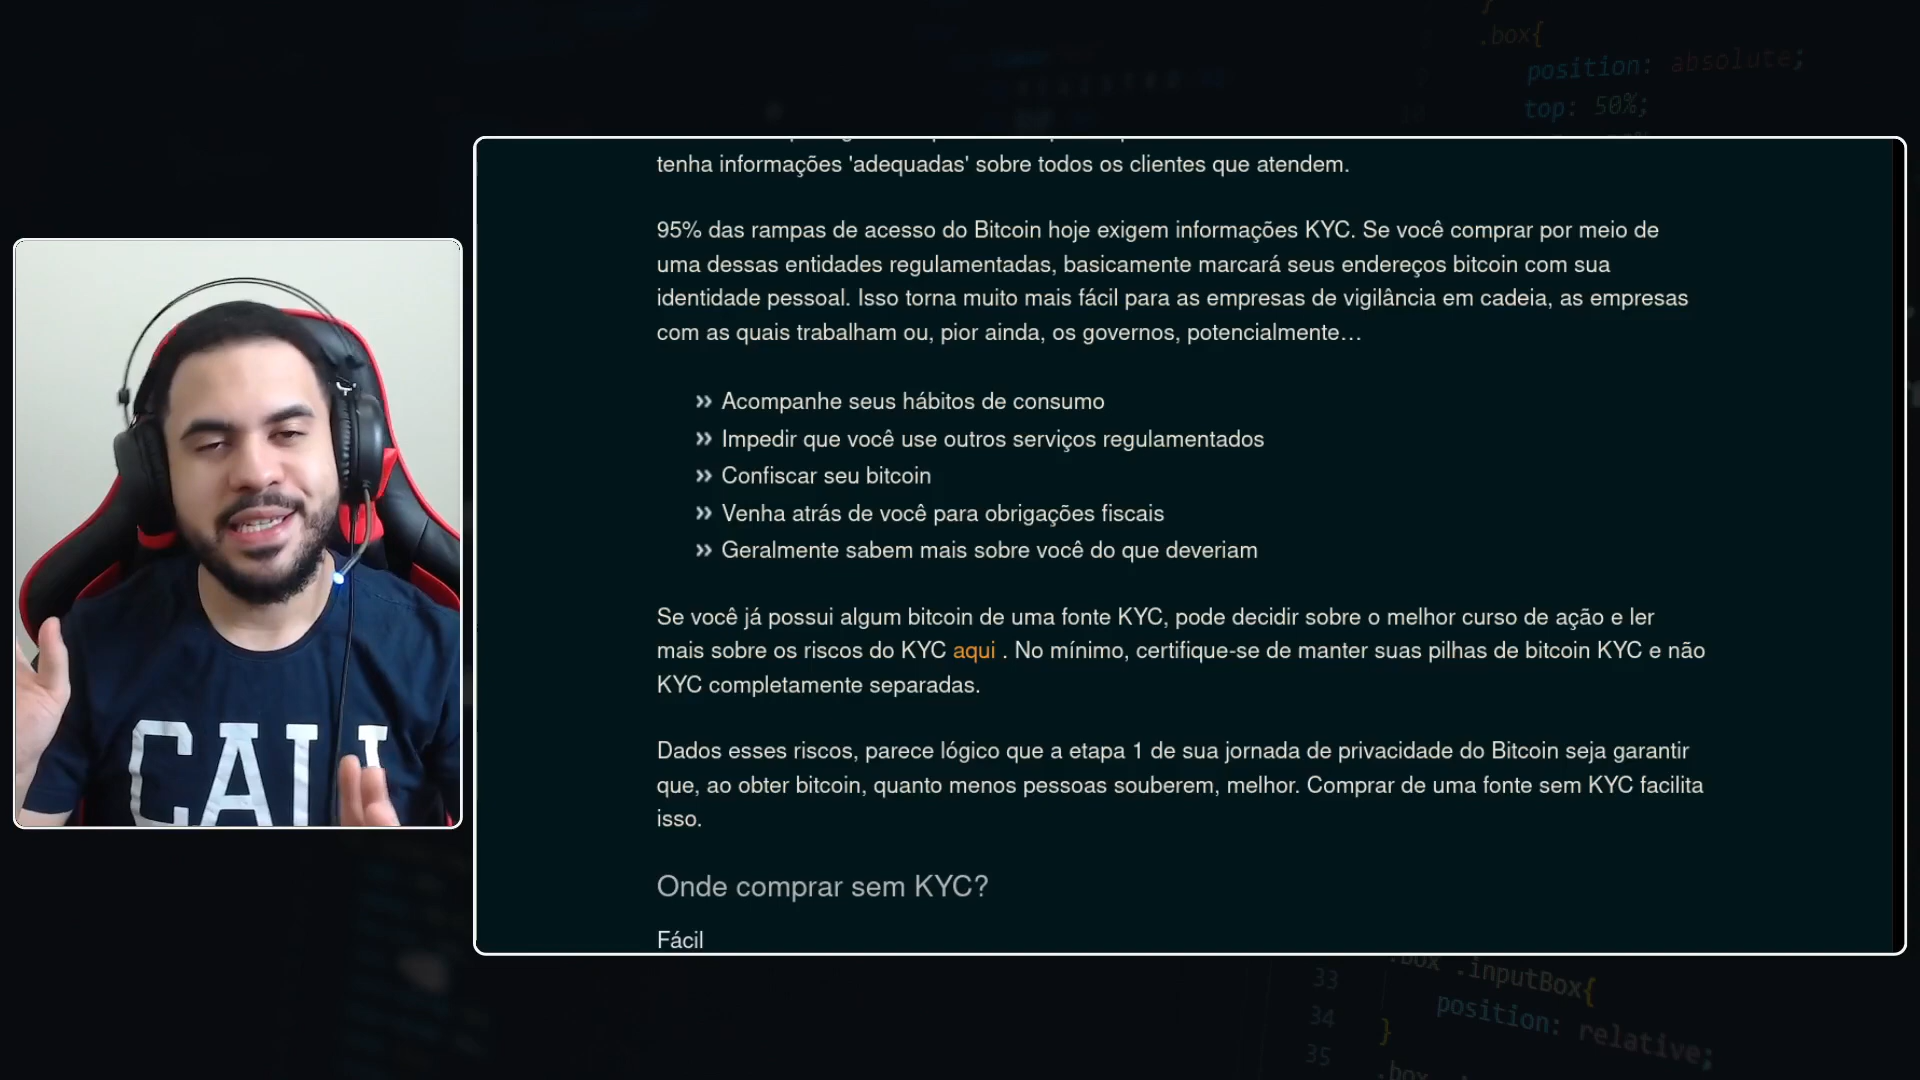 .box{
position: absolute;
top: 50%;
tenha informações 'adequadas' sobre todos os clientes que atendem.
95% das rampas de acesso do Bitcoin hoje exigem informações KYC. Se você comprar por meio de
uma dessas entidades regulamentadas, basicamente marcará seus endereços bitcoin com sua
identidade pessoal. Isso torna muito mais fácil para as empresas de vigilância em cadeia, as empresas
com as quais trabalham ou, pior ainda, os governos, potencialmente…
›› Acompanhe seus hábitos de consumo
›› Impedir que você use outros serviços regulamentados
›› Confiscar seu bitcoin
›› Venha atrás de você para obrigações fiscais
›› Geralmente sabem mais sobre você do que deveriam
Se você já possui algum bitcoin de uma fonte KYC, pode decidir sobre o melhor curso de ação e ler
mais sobre os riscos do KYC aqui . No mínimo, certifique-se de manter suas pilhas de bitcoin KYC e não
KYC completamente separadas.
Dados esses riscos, parece lógico que a etapa 1 de sua jornada de privacidade do Bitcoin seja garantir
que, ao obter bitcoin, quanto menos pessoas souberem, melhor. Comprar de uma fonte sem KYC facilita
isso.
Onde comprar sem KYC?
Fácil
CALI
.box .inputBox{
33
position: relative;
34 }
35 .box